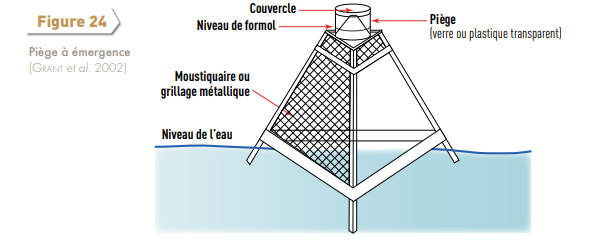 Figure 24
Piège à émergence
(GRANT et al. 2002)
Couvercle
Niveau de formol
Piège
(verre ou plastique transparent)
Moustiquaire ou
grillage métallique
Niveau de l'eau